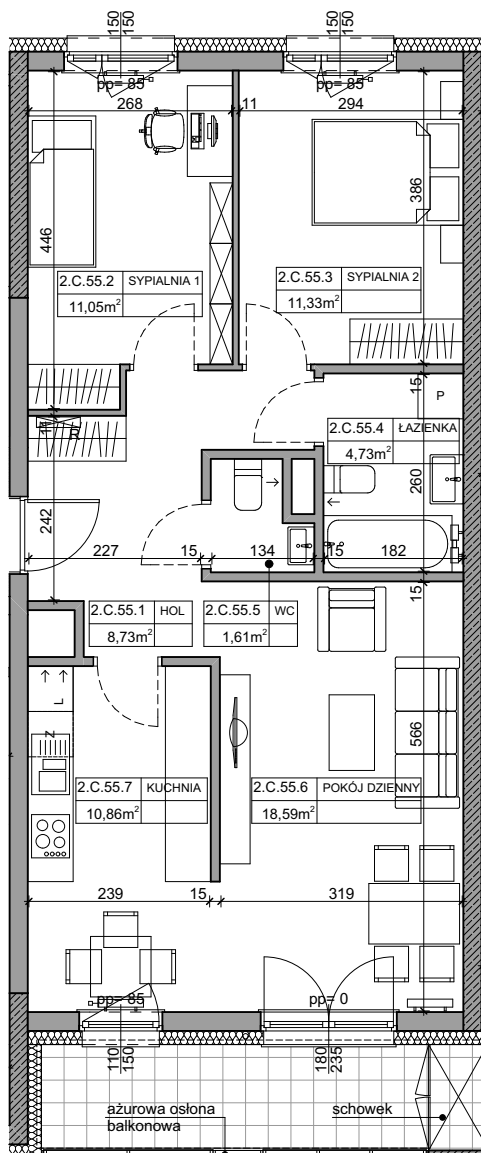 150
150
150
150
pp= 85
pp= 85
268
11
294
446
386
2.C.55.2 SYPIALNIA 1
11,05m²
2.C.55.3 SYPIALNIA 2
11,33m²
15
P
11
R
2.C.55.4 ŁAZIENKA
4,73m²
242
260
227
15
134
15
182
15
2.C.55.1 HOL
8,73m²
2.C.55.5 WC
1,61m²
L
Z
566
2.C.55.7 KUCHNIA
10,86m²
2.C.55.6 POKÓJ DZIENNY
18,59m²
239
15
319
pp= 85
pp= 0
110
150
180
235
ażurowa osłona
balkonowa
schowek